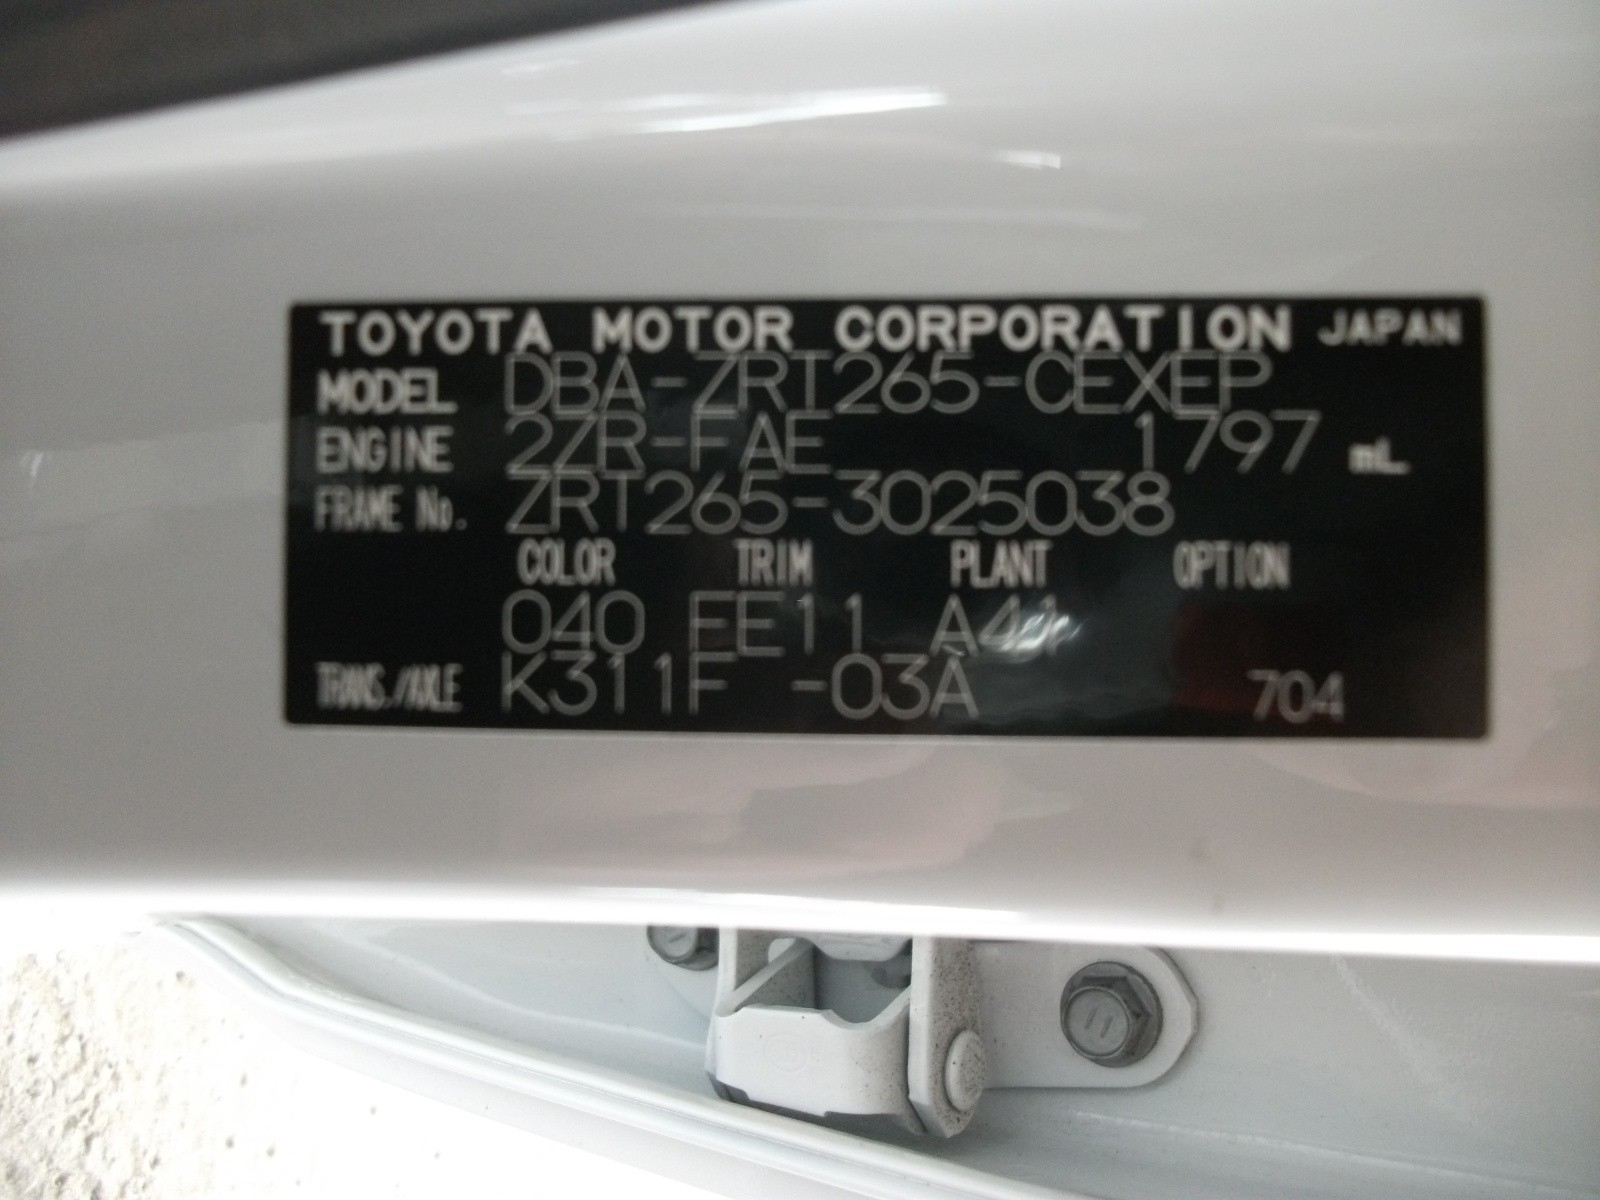 TOYOTA MOTOR CORPORATION JAPAN
MODEL DBA-ZRT265-CEXEP
ENGINE 2ZR-FAE 1797 mL
FRAME No. ZRT265-3025038
COLOR TRIM PLANT OPTION
040 FE11 A41
TRANS./AXLE K311F -03A 704